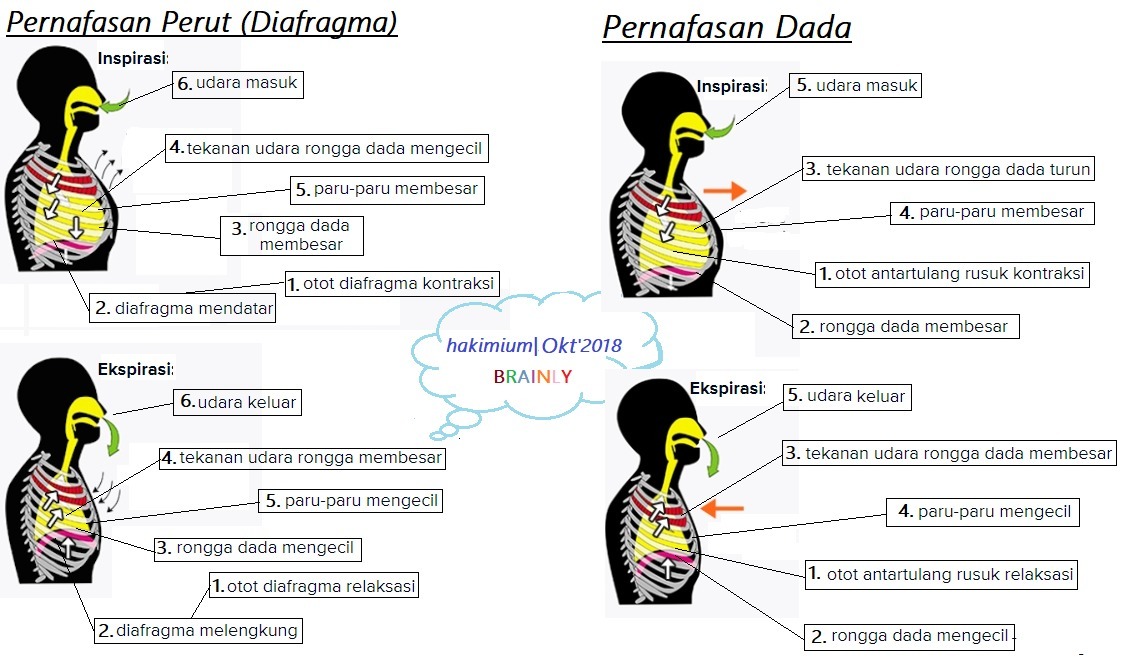 Pernafasan Perut (Diafragma)
Inspirasi:
6. udara masuk
4. tekanan udara rongga dada mengecil
5. paru-paru membesar
3. rongga dada
membesar
1. otot diafragma kontraksi
2. diafragma mendatar
Ekspirasi:
6. udara keluar
4. tekanan udara rongga membesar
5. paru-paru mengecil
3. rongga dada mengecil
1. otot diafragma relaksasi
2. diafragma melengkung
hakimium|Okt'2018
BRAINLY
Pernafasan Dada
Inspirasi:
5. udara masuk
3. tekanan udara rongga dada turun
4. paru-paru membesar
1. otot antartulang rusuk kontraksi
2. rongga dada membesar
Ekspirasi:
5. udara keluar
3. tekanan udara rongga dada membesar
4. paru-paru mengecil
1. otot antartulang rusuk relaksasi
2. rongga dada mengecil